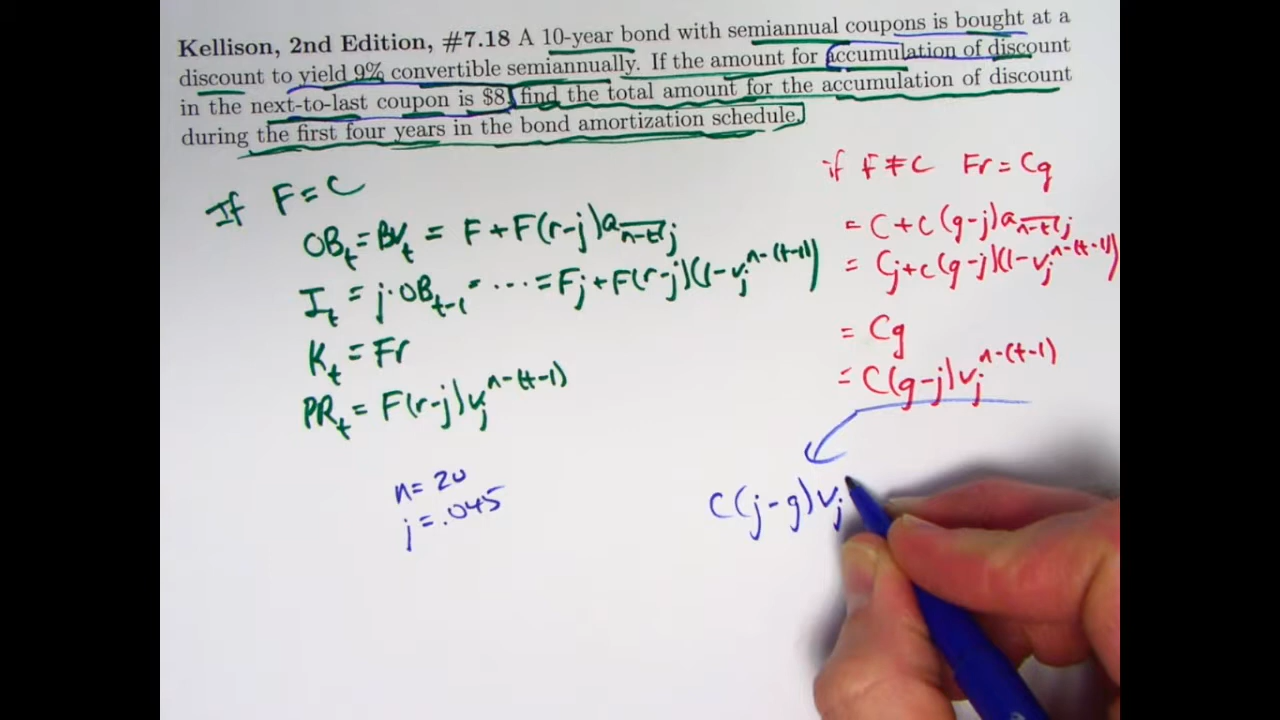 Kellison, 2nd Edition, #7.18 A 10-year bond with semiannual coupons is bought at a
discount to yield 9% convertible semiannually. If the amount for accumulation of discount
in the next-to-last coupon is $8, find the total amount for the accumulation of discount
during the first four years in the bond amortization schedule.
If F = C
OB_t = BV_t = F + F(r-j)a_{\overline{n-t}|j}
I_t = j·OB_{t-1} = ··· = Fj + F(r-j)(1-v_j^{n-(t-1)})
K_t = Fr
PR_t = F(r-j)v_j^{n-(t-1)}
if F ≠ C Fr = Cg
= C + C(g-j)a_{\overline{n-t}|j}
= Cj + C(g-j)(1-v_j^{n-(t-1)})
= Cg
= C(g-j)v_j^{n-(t-1)}
n = 20
j = .045
C(j-g)v_j